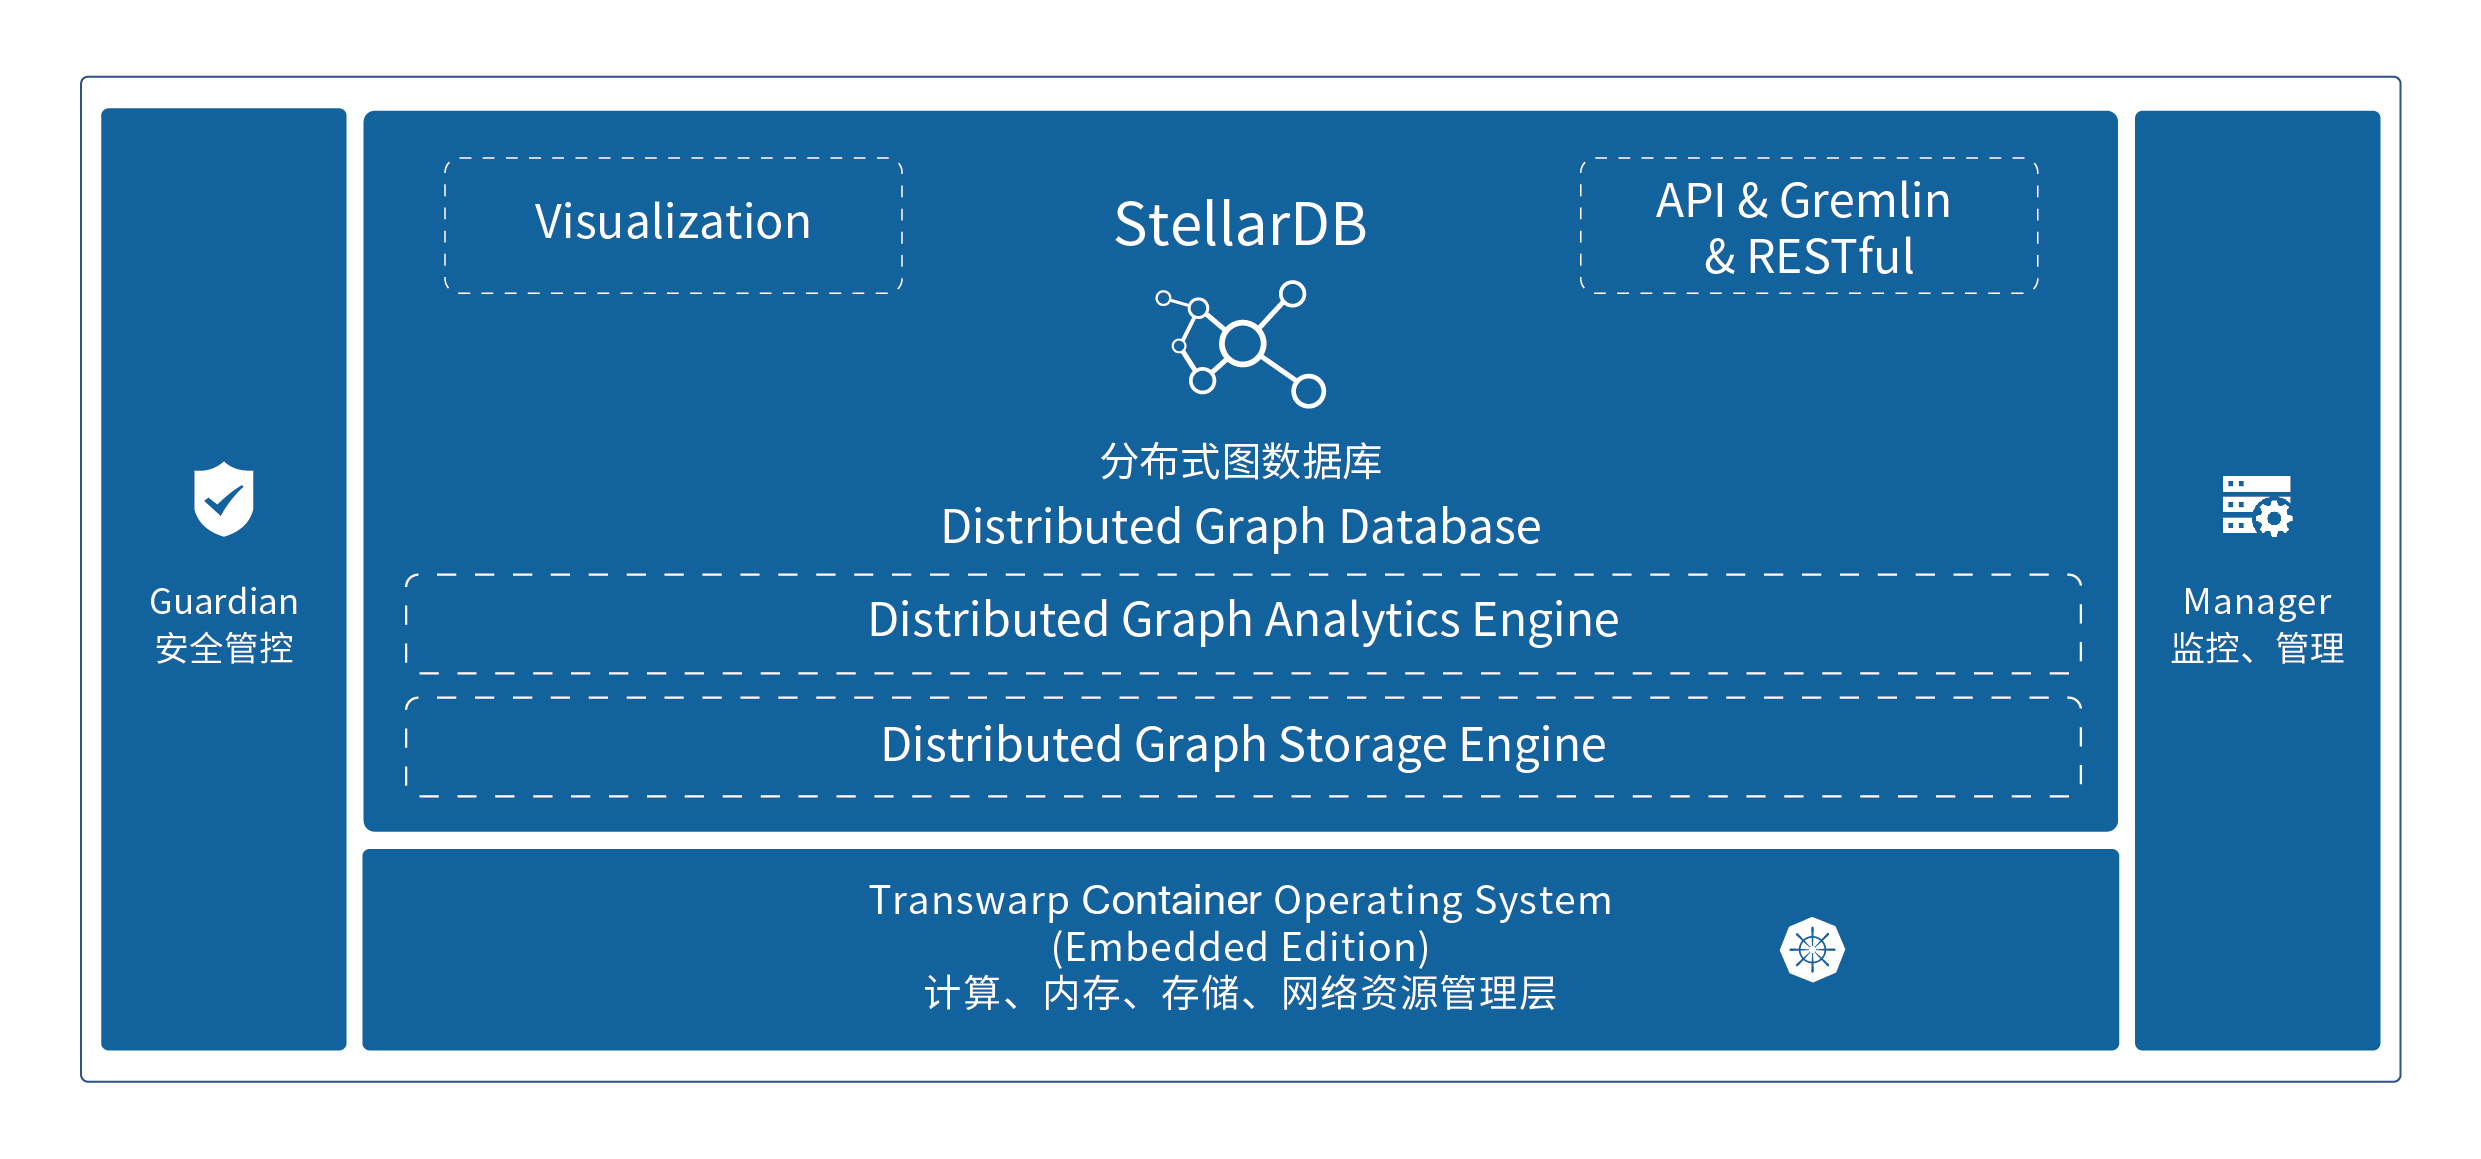 Guardian
安全管控
Visualization
StellarDB
API & Gremlin
& RESTful
分布式图数据库
Distributed Graph Database
Distributed Graph Analytics Engine
Distributed Graph Storage Engine
Transwarp Container Operating System
(Embedded Edition)
计算、内存、存储、网络资源管理层
Manager
监控、管理